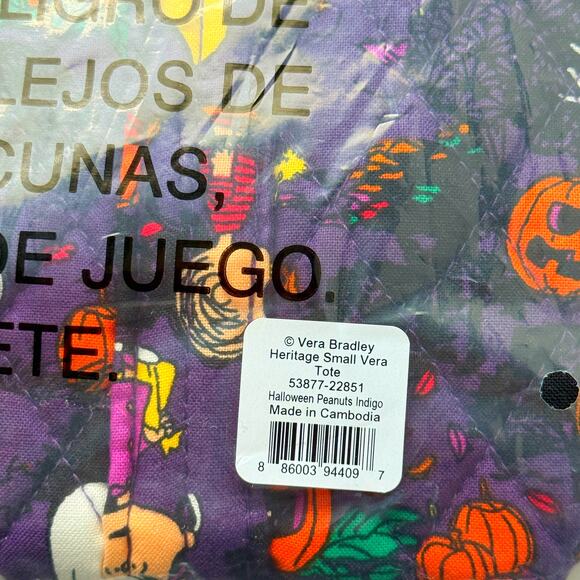 LIGRO DE
LEJOS DE
CUNAS,
DE JUEGO.
ETE.
© Vera Bradley
Heritage Small Vera
Tote
53877-22851
Halloween Peanuts Indigo
Made in Cambodia
8 86003 94409 7